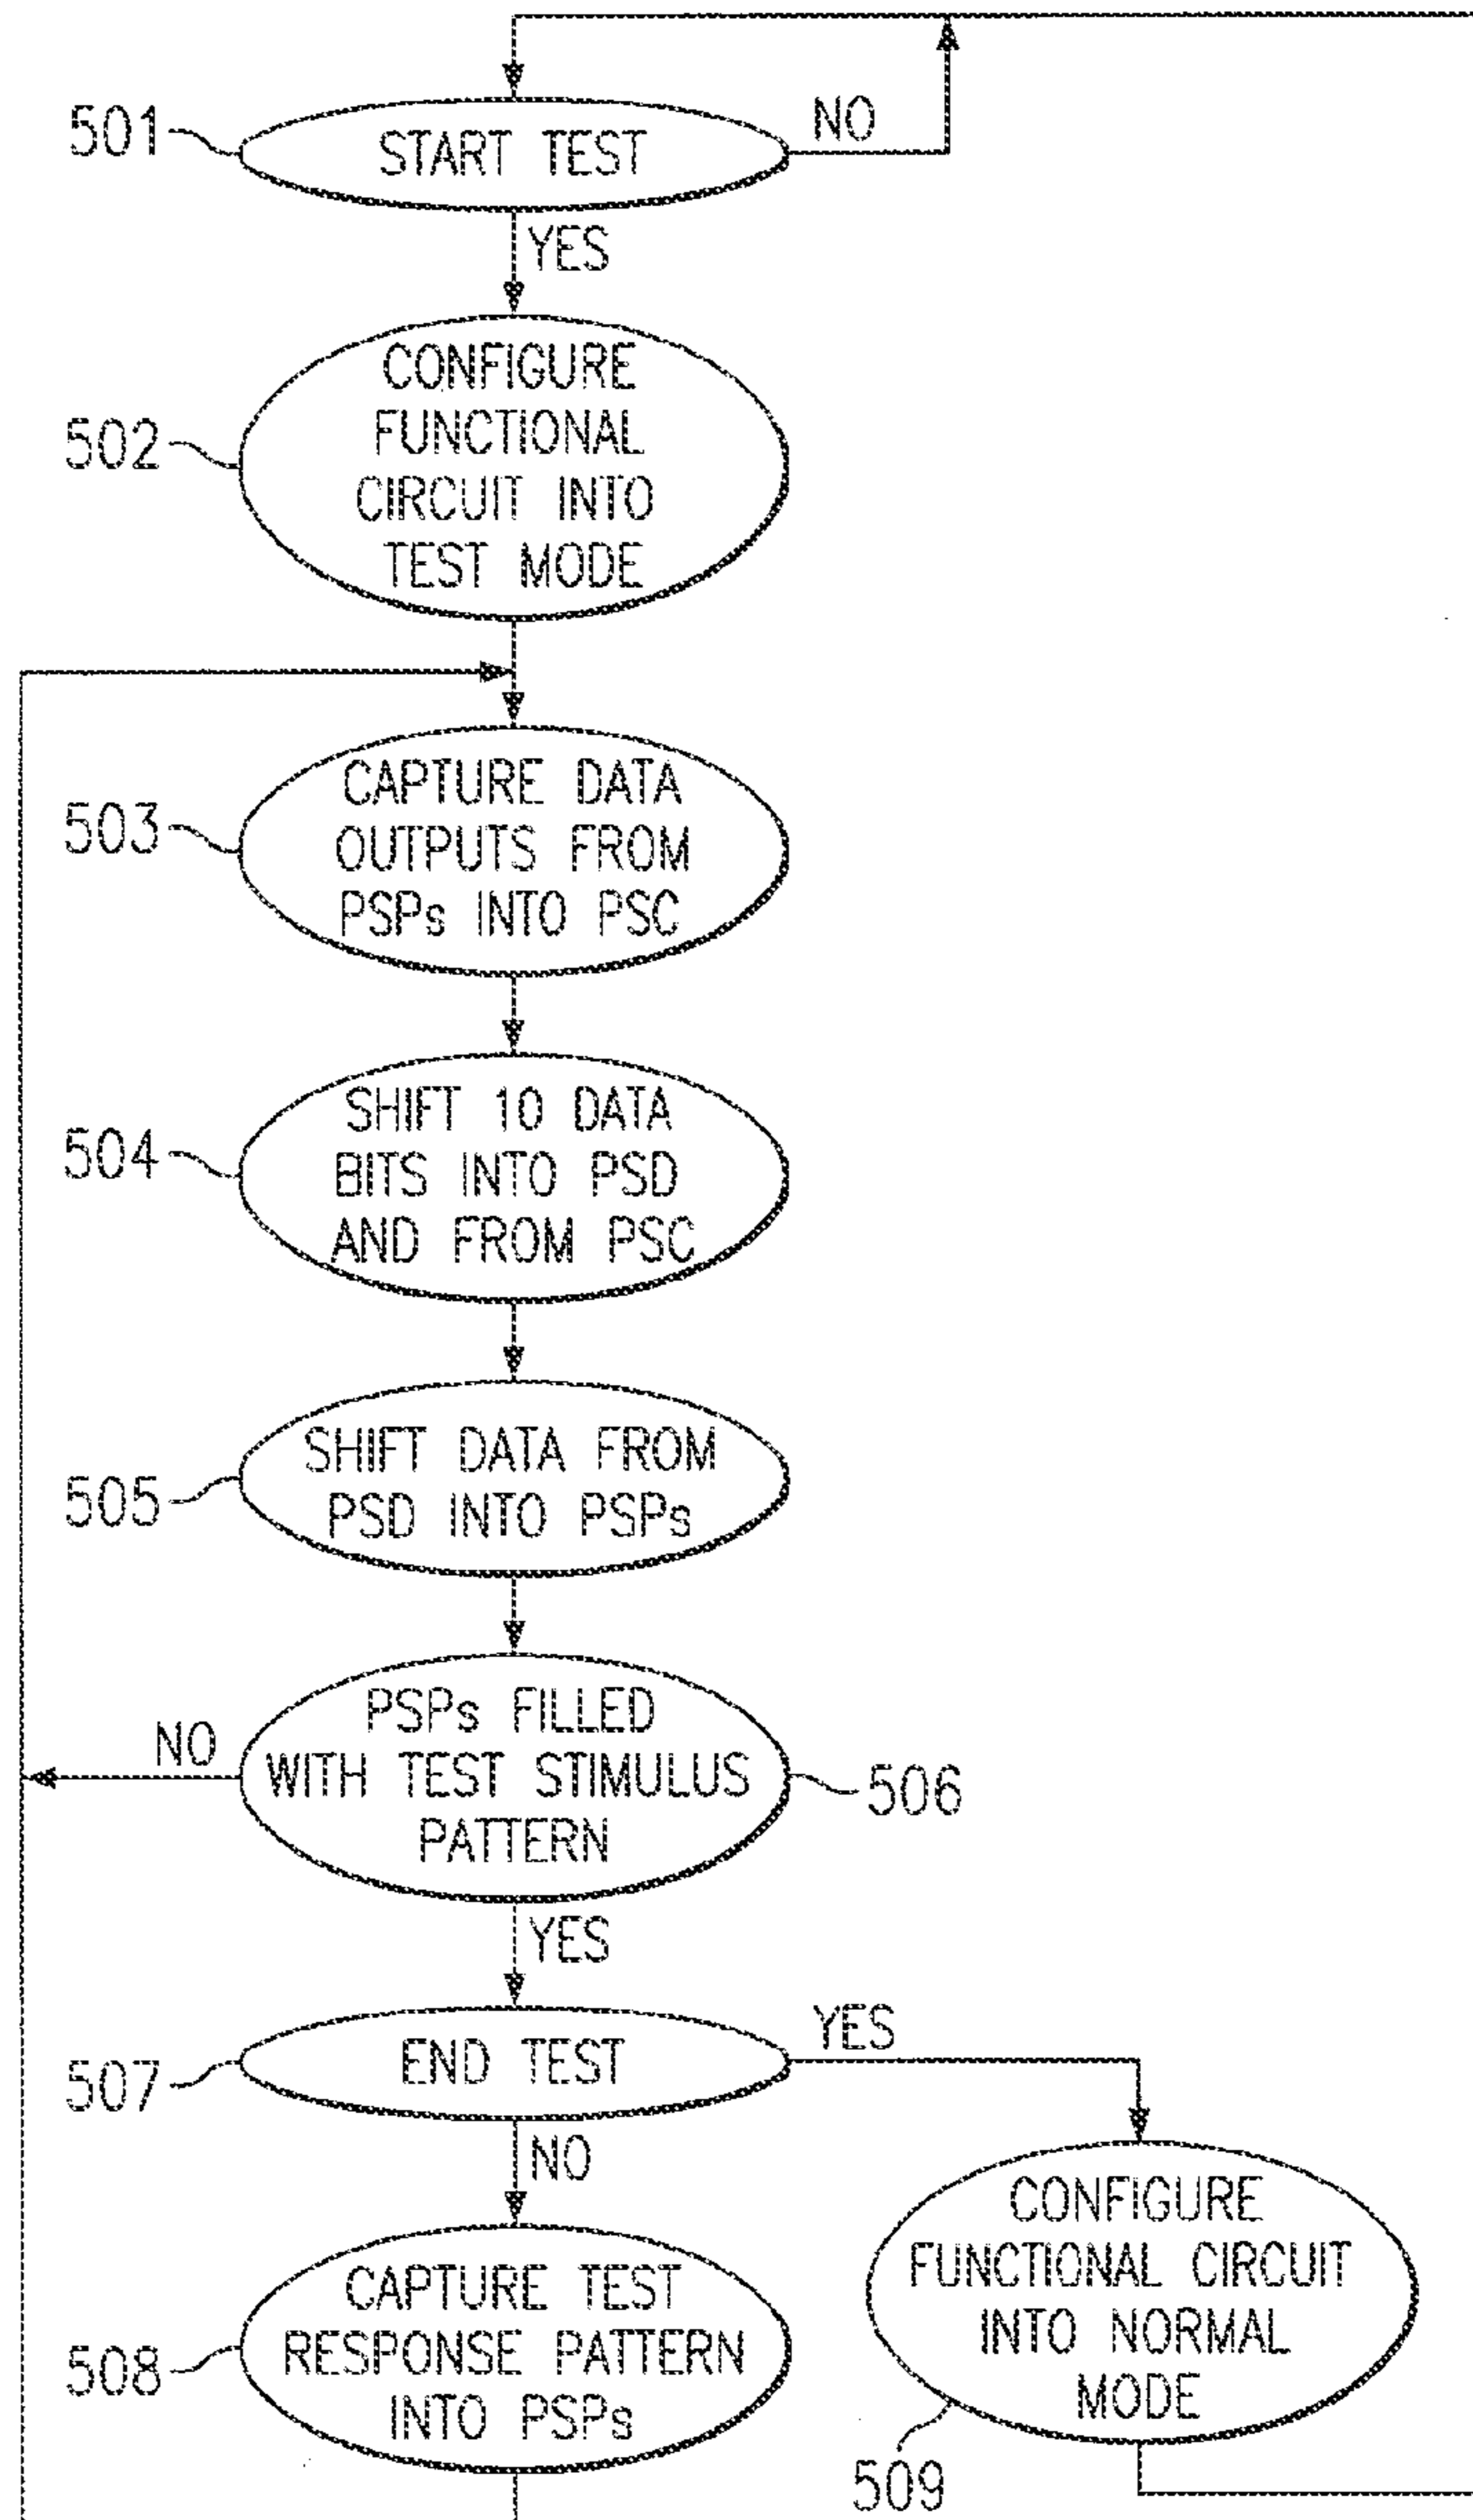 501
START TEST
NO
YES
502
CONFIGURE
FUNCTIONAL
CIRCUIT INTO
TEST MODE
503
CAPTURE DATA
OUTPUTS FROM
PSPs INTO PSC
504
SHIFT 10 DATA
BITS INTO PSD
AND FROM PSC
505
SHIFT DATA FROM
PSD INTO PSPs
NO
PSPs FILLED
WITH TEST STIMULUS
PATTERN
506
YES
507
END TEST
YES
NO
508
CAPTURE TEST
RESPONSE PATTERN
INTO PSPs
CONFIGURE
FUNCTIONAL CIRCUIT
INTO NORMAL
MODE
509